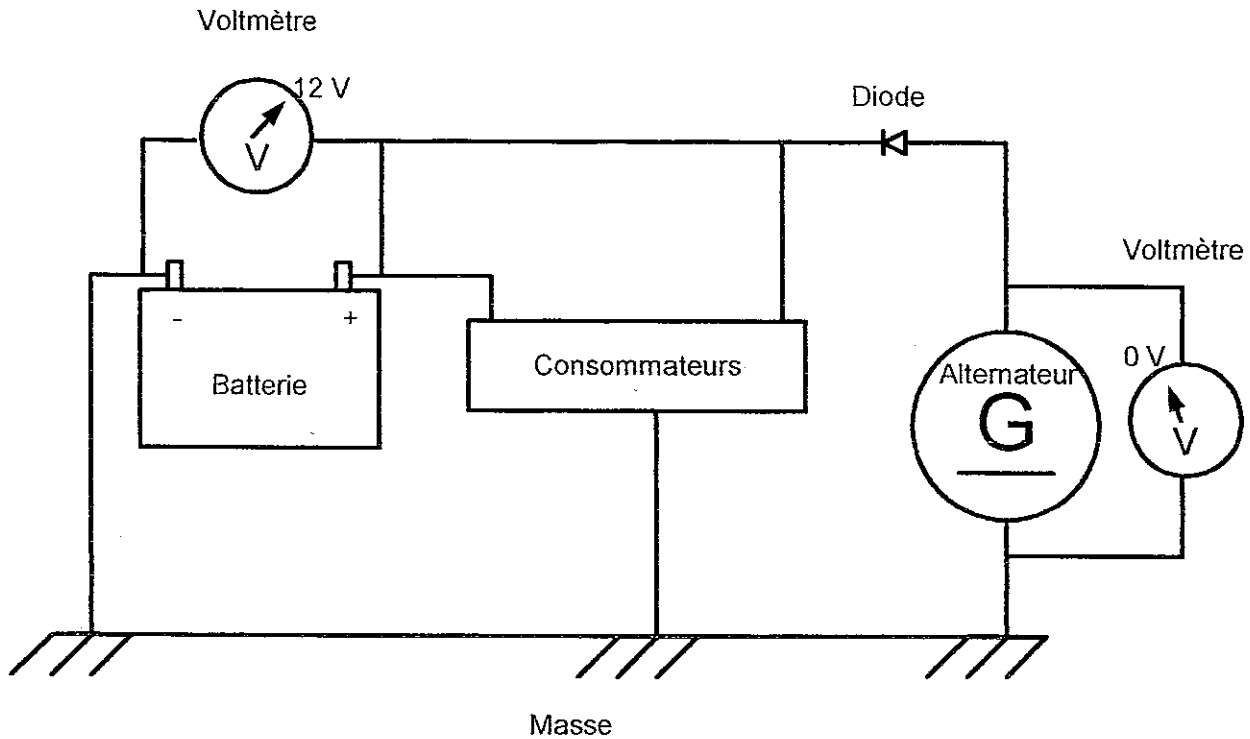 Voltmètre
12 V
V
Diode
Voltmètre
- +
Batterie
Consommateurs
Alternateur
G
0 V
V
Masse